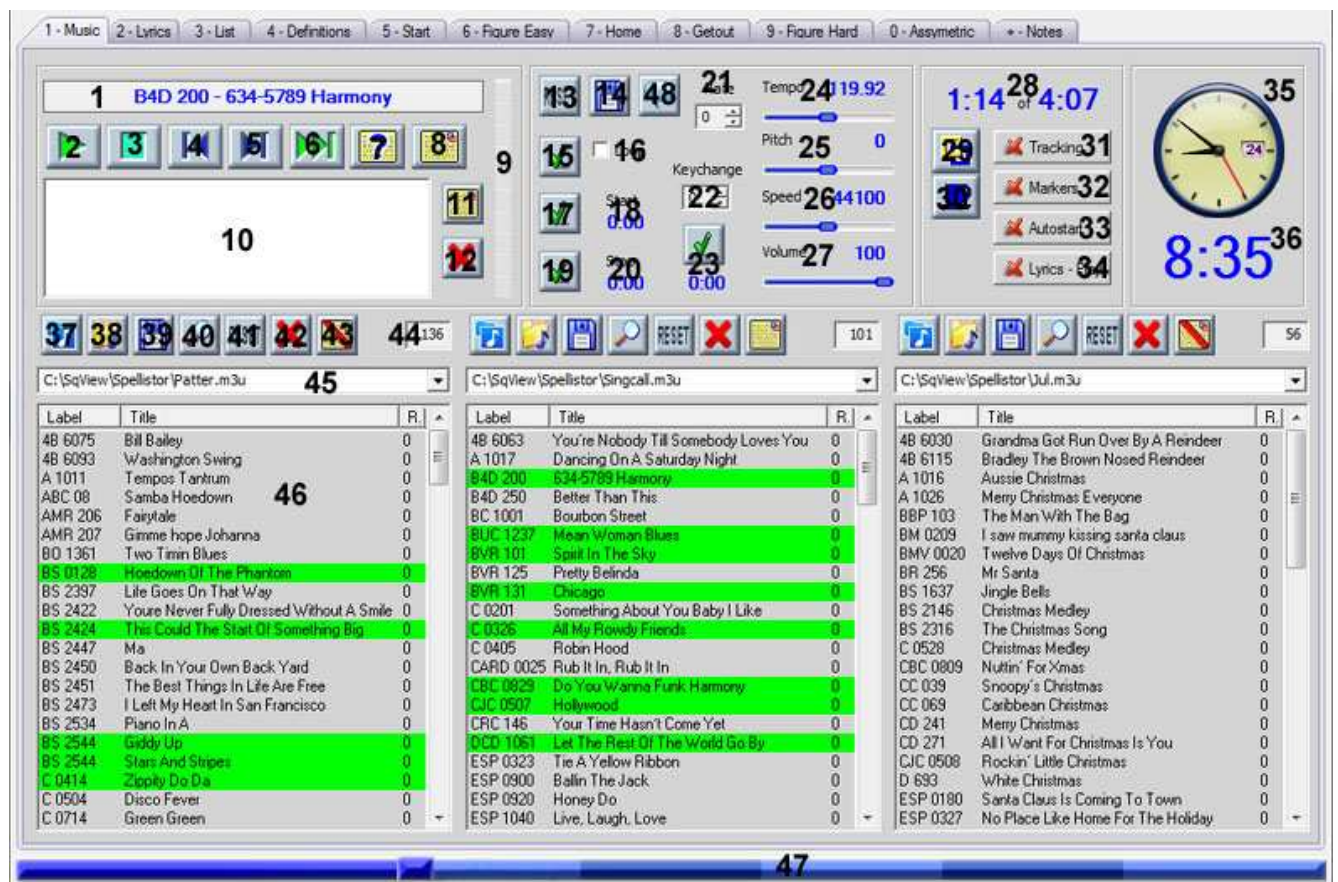 1 - Music 2 - Lyrics 3 - List 4 - Definitions 5 - Start 6 - Figure Easy 7 - Home 8 - Getout 9 - Figure Hard 0 - Assymetric + - Notes
1 B4D 200 - 634-5789 Harmony
2 3 4 5 6 7 8
9
10
11
12
13 14 48
21
0
15 16
Keychange
17 18 22
0:00
19 20 23
0:00 0:00
Tempo 24 119.92
Pitch 25 0
Speed 26 44100
Volume 27 100
28
1:14 of 4:07
29 Tracking 31
30 Markers 32
Autostart 33
Lyrics - 34
35
24
36
8:35
37 38 39 40 41 42 43 44 136
RESET 101
RESET 56
C:\SqView\Spellistor\Patter.m3u 45
C:\SqView\Spellistor\Singcall.m3u
C:\SqView\Spellistor\Jul.m3u
Label Title R.
4B 6075 Bill Bailey 0
4B 6093 Washington Swing 0
A 1011 Tempos Tantrum 0
ABC 08 Samba Hoedown 0
46
AMR 206 Fairytale 0
AMR 207 Gimme hope Johanna 0
BO 1361 Two Timin Blues 0
BS 0128 Hoedown Of The Phantom 0
BS 2397 Life Goes On That Way 0
BS 2422 Youre Never Fully Dressed Without A Smile 0
BS 2424 This Could The Start Of Something Big 0
BS 2447 Ma 0
BS 2450 Back In Your Own Back Yard 0
BS 2451 The Best Things In Life Are Free 0
BS 2473 I Left My Heart In San Francisco 0
BS 2534 Piano In A 0
BS 2544 Giddy Up 0
BS 2544 Stars And Stripes 0
C 0414 Zippity Do Da 0
C 0504 Disco Fever 0
C 0714 Green Green 0
Label Title R.
4B 6063 You're Nobody Till Somebody Loves You 0
A 1017 Dancing On A Saturday Night 0
B4D 200 634-5789 Harmony 0
B4D 250 Better Than This 0
BC 1001 Bourbon Street 0
BUC 1237 Mean Woman Blues 0
BVR 101 Spirit In The Sky 0
BVR 125 Pretty Belinda 0
BVR 131 Chicago 0
C 0201 Something About You Baby I Like 0
C 0326 All My Rowdy Friends 0
C 0405 Robin Hood 0
CARD 0025 Rub It In, Rub It In 0
CBC 0829 Do You Wanna Funk Harmony 0
CJC 0507 Hollywood 0
CRC 146 Your Time Hasn't Come Yet 0
DCD 1061 Let The Rest Of The World Go By 0
ESP 0323 Tie A Yellow Ribbon 0
ESP 0900 Ballin The Jack 0
ESP 0920 Honey Do 0
ESP 1040 Live, Laugh, Love 0
Label Title R.
4B 6030 Grandma Got Run Over By A Reindeer 0
4B 6115 Bradley The Brown Nosed Reindeer 0
A 1016 Aussie Christmas 0
A 1026 Merry Christmas Everyone 0
BBP 103 The Man With The Bag 0
BM 0209 I saw mummy kissing santa claus 0
BMV 0020 Twelve Days Of Christmas 0
BR 256 Mr Santa 0
BS 1637 Jingle Bells 0
BS 2146 Christmas Medley 0
BS 2316 The Christmas Song 0
C 0528 Christmas Medley 0
CBC 0809 Nuttin' For Xmas 0
CC 039 Snoopy's Christmas 0
CC 069 Caribbean Christmas 0
CD 241 Merry Christmas 0
CD 271 All I Want For Christmas Is You 0
CJC 0508 Rockin' Little Christmas 0
D 693 White Christmas 0
ESP 0180 Santa Claus Is Coming To Town 0
ESP 0327 No Place Like Home For The Holiday 0
47